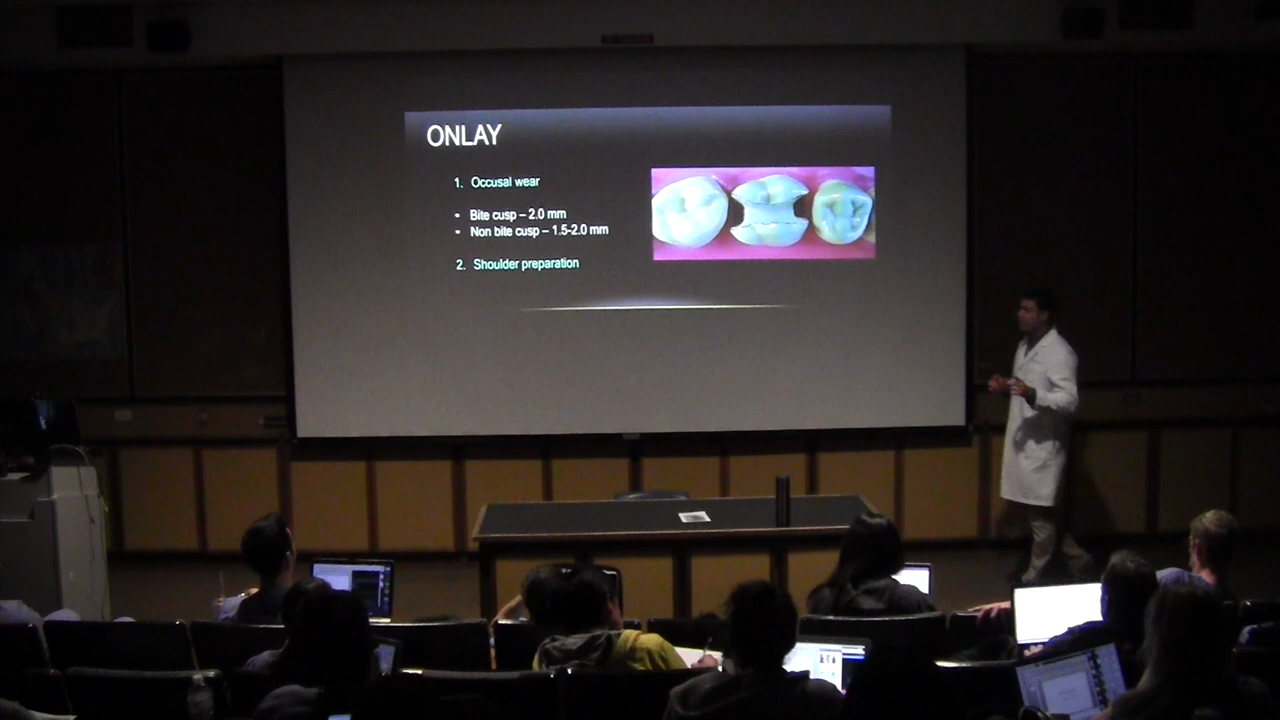 ONLAY
1. Occusal wear
- Bite cusp – 2.0 mm
- Non bite cusp – 1.5-2.0 mm
2. Shoulder preparation